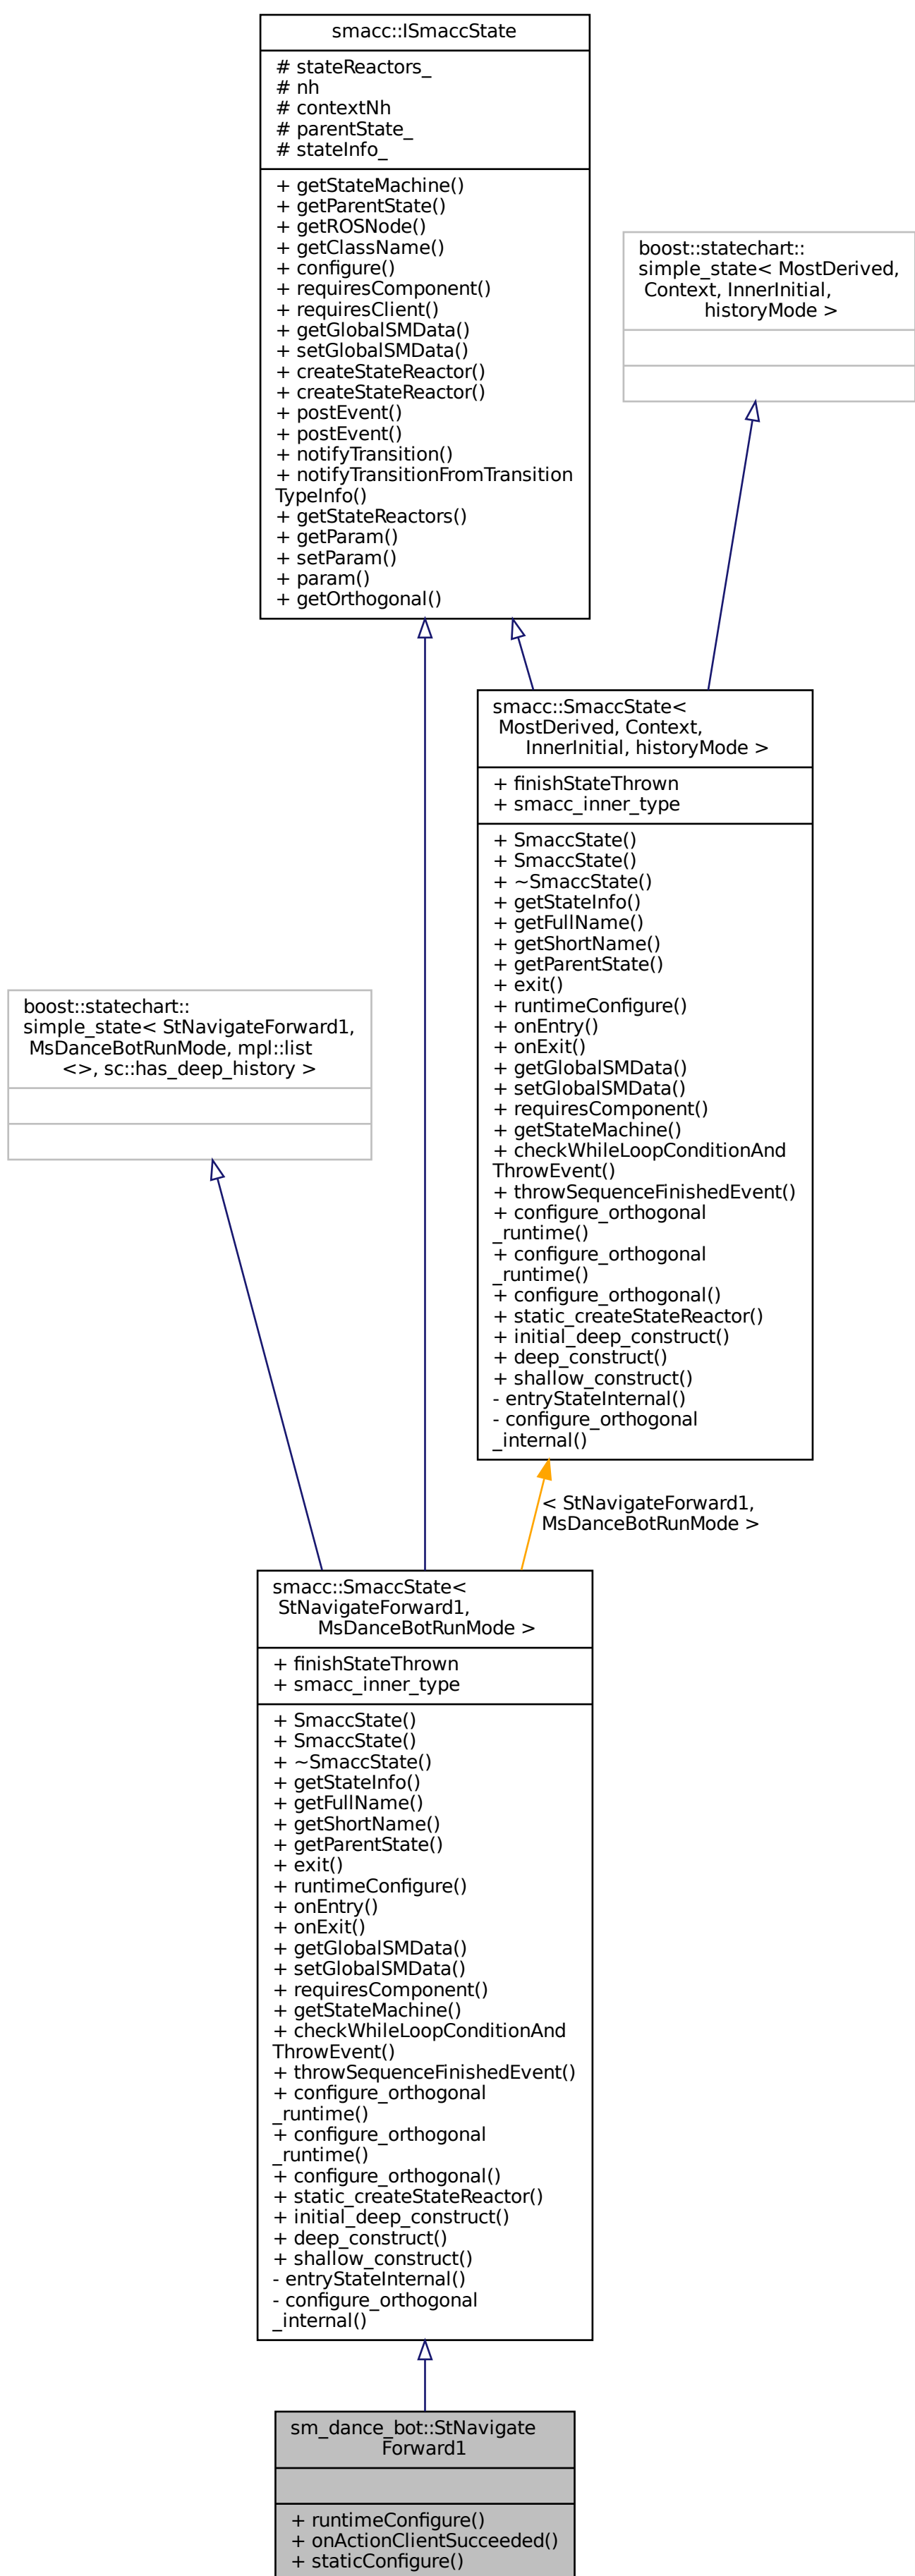 smacc::ISmaccState
# stateReactors_
# nh
# contextNh
# parentState_
# stateInfo_
+ getStateMachine()
+ getParentState()
+ getROSNode()
+ getClassName()
+ configure()
+ requiresComponent()
+ requiresClient()
+ getGlobalSMData()
+ setGlobalSMData()
+ createStateReactor()
+ createStateReactor()
+ postEvent()
+ postEvent()
+ notifyTransition()
+ notifyTransitionFromTransition
TypeInfo()
+ getStateReactors()
+ getParam()
+ setParam()
+ param()
+ getOrthogonal()
boost::statechart::
simple_state< MostDerived,
Context, InnerInitial,
historyMode >
smacc::SmaccState<
MostDerived, Context,
InnerInitial, historyMode >
+ finishStateThrown
+ smacc_inner_type
+ SmaccState()
+ SmaccState()
+ ~SmaccState()
+ getStateInfo()
+ getFullName()
+ getShortName()
+ getParentState()
+ exit()
+ runtimeConfigure()
+ onEntry()
+ onExit()
+ getGlobalSMData()
+ setGlobalSMData()
+ requiresComponent()
+ getStateMachine()
+ checkWhileLoopConditionAnd
ThrowEvent()
+ throwSequenceFinishedEvent()
+ configure_orthogonal
_runtime()
+ configure_orthogonal
_runtime()
+ configure_orthogonal()
+ static_createStateReactor()
+ initial_deep_construct()
+ deep_construct()
+ shallow_construct()
- entryStateInternal()
- configure_orthogonal
_internal()
boost::statechart::
simple_state< StNavigateForward1,
MsDanceBotRunMode, mpl::list
<>, sc::has_deep_history >
< StNavigateForward1,
MsDanceBotRunMode >
smacc::SmaccState<
StNavigateForward1,
MsDanceBotRunMode >
+ finishStateThrown
+ smacc_inner_type
+ SmaccState()
+ SmaccState()
+ ~SmaccState()
+ getStateInfo()
+ getFullName()
+ getShortName()
+ getParentState()
+ exit()
+ runtimeConfigure()
+ onEntry()
+ onExit()
+ getGlobalSMData()
+ setGlobalSMData()
+ requiresComponent()
+ getStateMachine()
+ checkWhileLoopConditionAnd
ThrowEvent()
+ throwSequenceFinishedEvent()
+ configure_orthogonal
_runtime()
+ configure_orthogonal
_runtime()
+ configure_orthogonal()
+ static_createStateReactor()
+ initial_deep_construct()
+ deep_construct()
+ shallow_construct()
- entryStateInternal()
- configure_orthogonal
_internal()
sm_dance_bot::StNavigate
Forward1
+ runtimeConfigure()
+ onActionClientSucceeded()
+ staticConfigure()